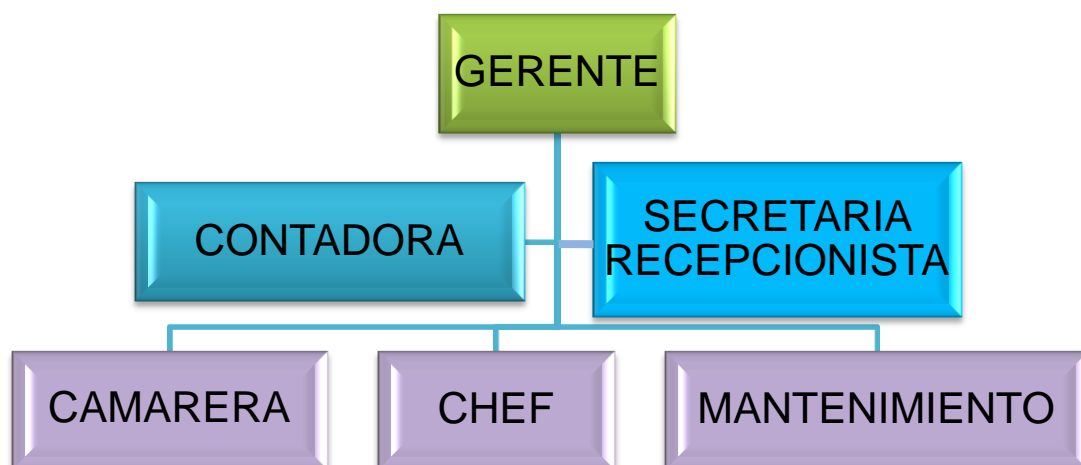 GERENTE
CONTADORA
SECRETARIA
RECEPCIONISTA
CAMARERA
CHEF
MANTENIMIENTO